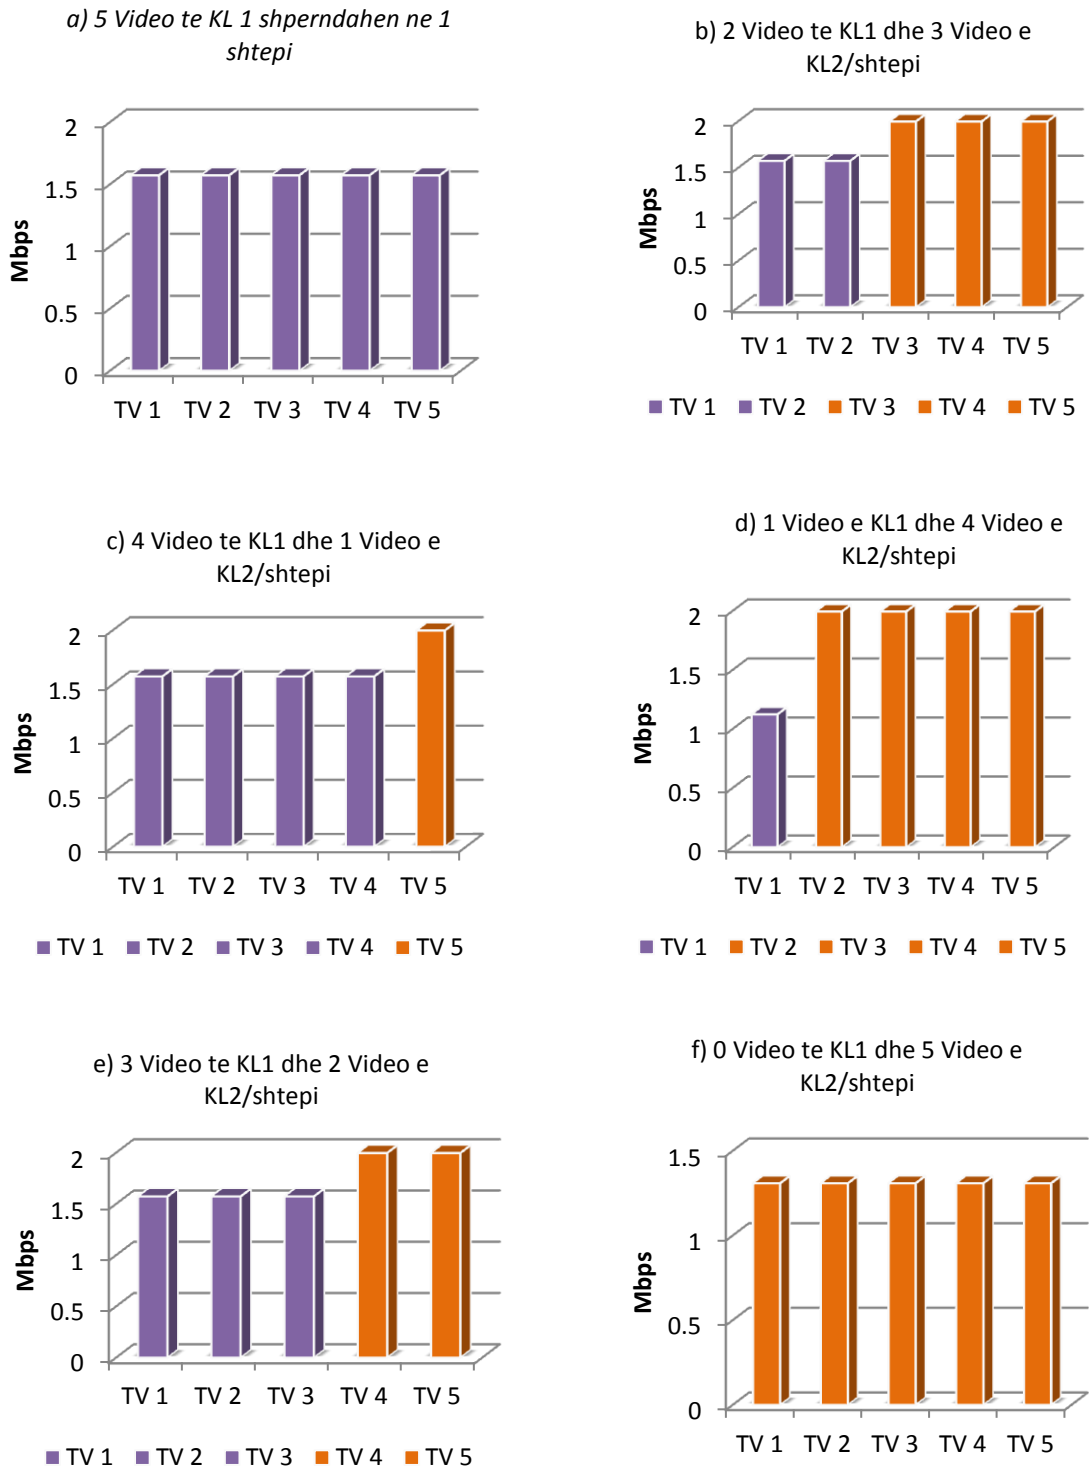 a) 5 Video te KL 1 shperndahen ne 1
shtepi
2
1.5
1
0.5
0
Mbps
TV 1 TV 2 TV 3 TV 4 TV 5
b) 2 Video te KL1 dhe 3 Video e
KL2/shtepi
2
1.5
1
0.5
0
Mbps
TV 1 TV 2 TV 3 TV 4 TV 5
TV 1 TV 2 TV 3 TV 4 TV 5
c) 4 Video te KL1 dhe 1 Video e
KL2/shtepi
2
1.5
1
0.5
0
Mbps
TV 1 TV 2 TV 3 TV 4 TV 5
TV 1 TV 2 TV 3 TV 4 TV 5
d) 1 Video e KL1 dhe 4 Video e
KL2/shtepi
2
1.5
1
0.5
0
Mbps
TV 1 TV 2 TV 3 TV 4 TV 5
TV 1 TV 2 TV 3 TV 4 TV 5
e) 3 Video te KL1 dhe 2 Video e
KL2/shtepi
2
1.5
1
0.5
0
Mbps
TV 1 TV 2 TV 3 TV 4 TV 5
TV 1 TV 2 TV 3 TV 4 TV 5
f) 0 Video te KL1 dhe 5 Video e
KL2/shtepi
1.5
1
0.5
0
Mbps
TV 1 TV 2 TV 3 TV 4 TV 5